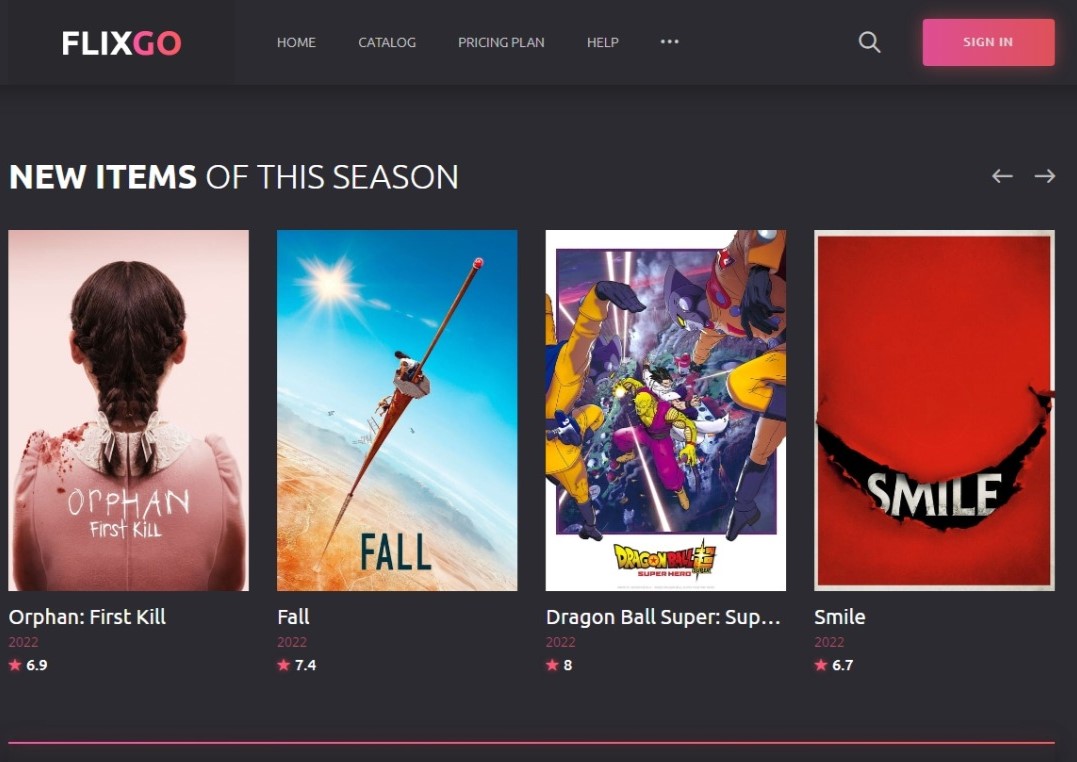 FLIXGO
HOME
CATALOG
PRICING PLAN
HELP
SIGN IN
NEW ITEMS OF THIS SEASON
OrPHAN
First Kill
FALL
DRAGON BALL
SUPER HERO
SMILE
Orphan: First Kill
2022
6.9
Fall
2022
7.4
Dragon Ball Super: Sup...
2022
8
Smile
2022
6.7